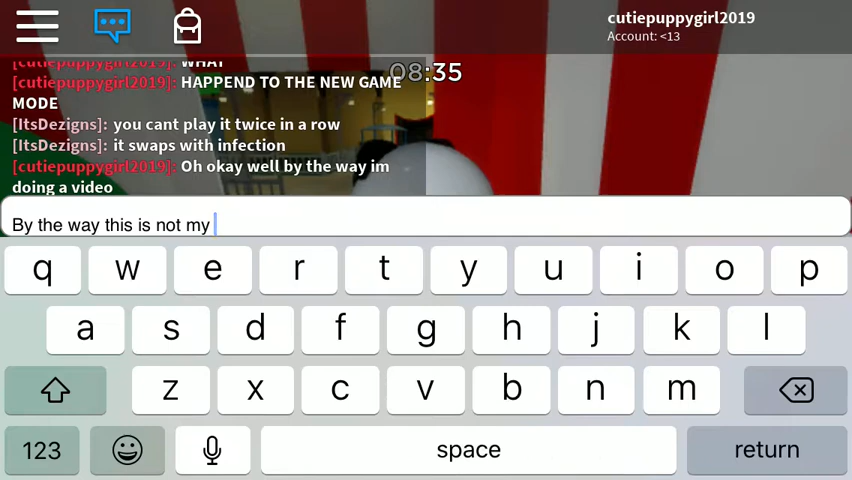 cutiepuppygirl2019
Account: <13
08:35
[cutiepuppygirl2019]: WHAT
[cutiepuppygirl2019]: HAPPEND TO THE NEW GAME
MODE
[ItsDezigns]: you cant play it twice in a row
[ItsDezigns]: it swaps with infection
[cutiepuppygirl2019]: Oh okay well by the way im
doing a video
By the way this is not my
q w e r t y u i o p
a s d f g h j k l
z x c v b n m
123 space return